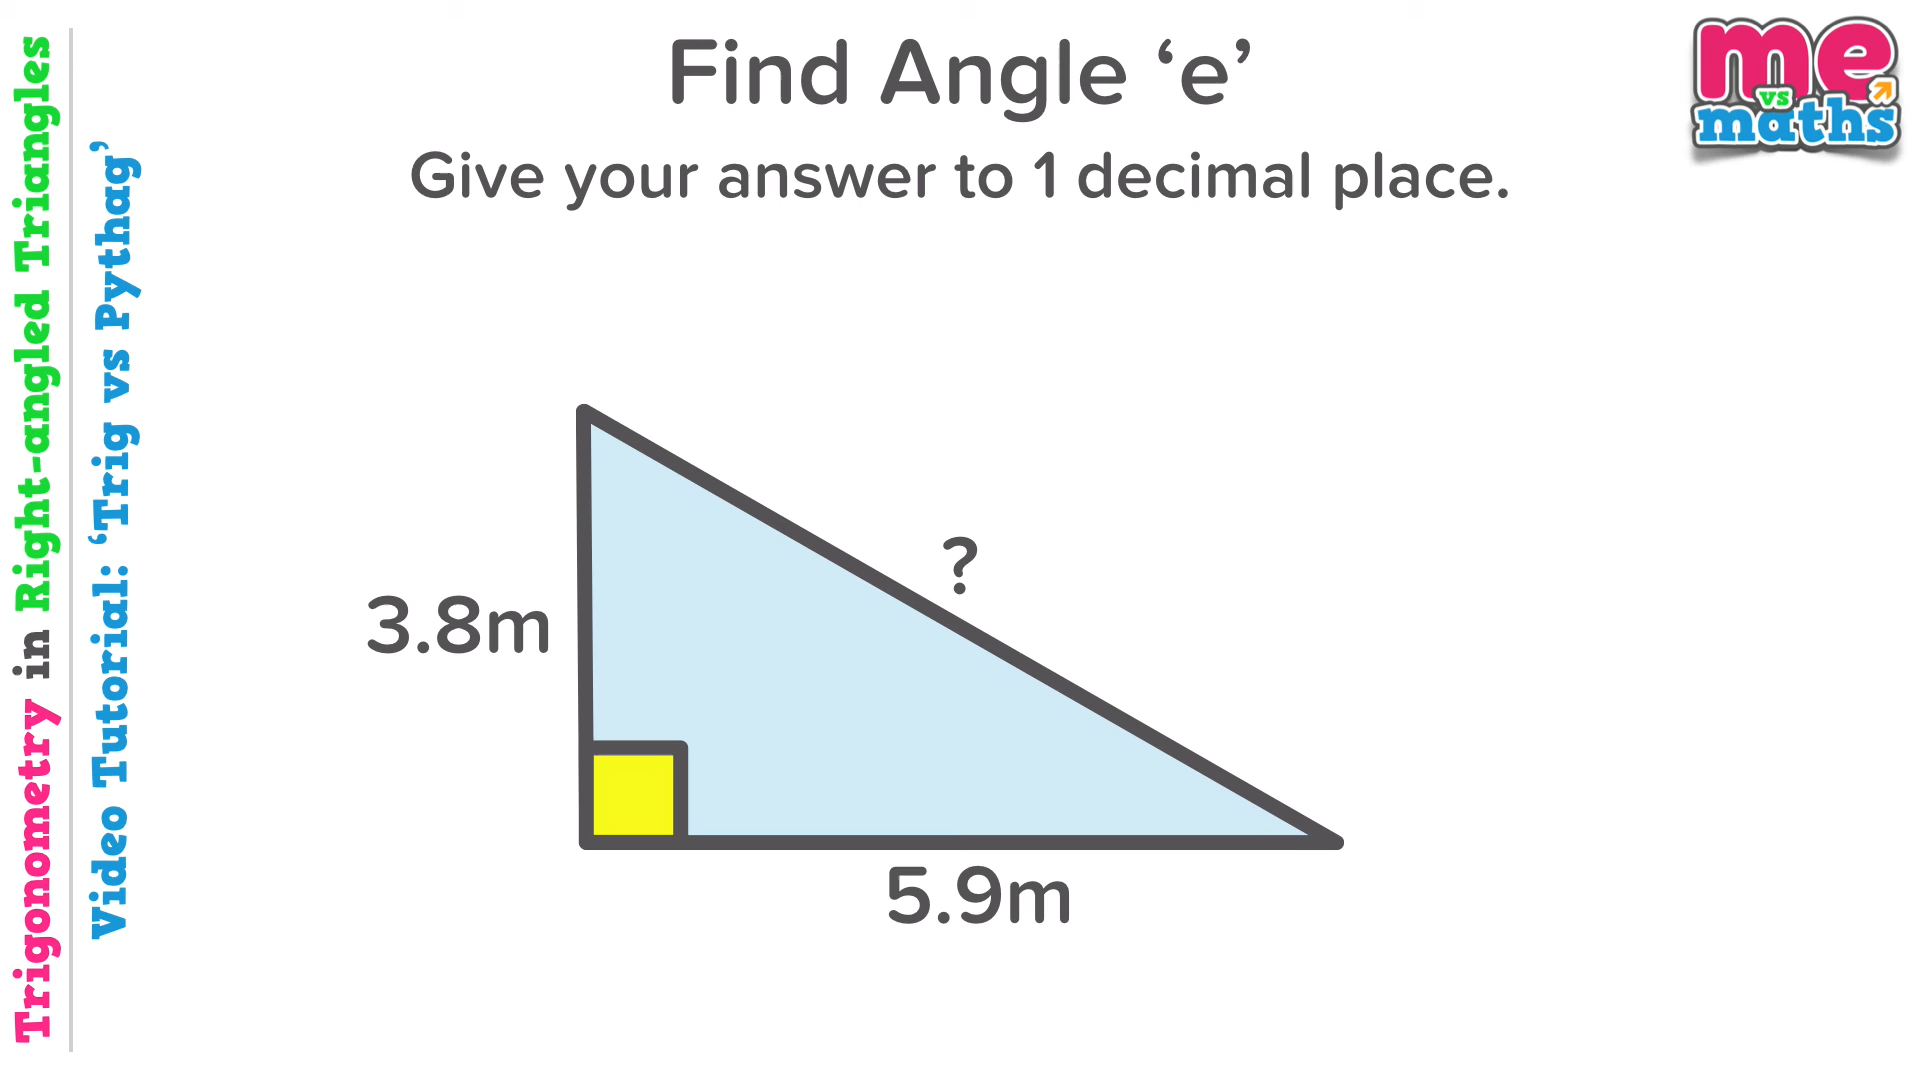 Find Angle ‘e’
Give your answer to 1 decimal place.
me
vs
maths
Trigonometry in Right-angled Triangles
Video Tutorial: ‘Trig vs Pythag’
?
3.8m
5.9m